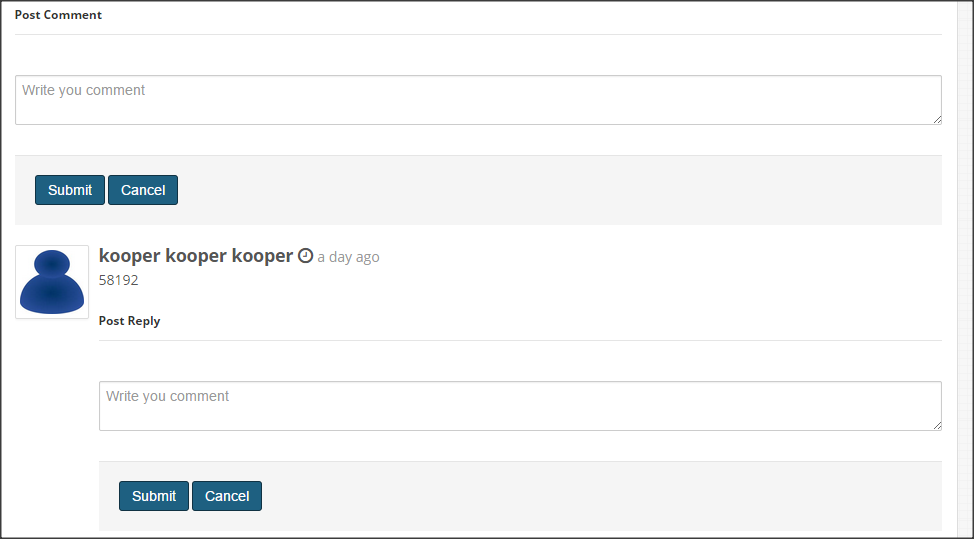 Post Comment
Write you comment
Submit Cancel
kooper kooper kooper a day ago
58192
Post Reply
Write you comment
Submit Cancel